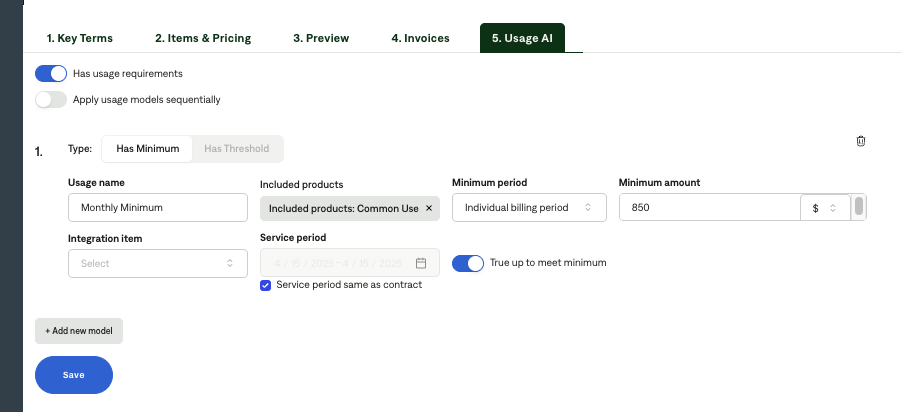 1. Key Terms 2. Items & Pricing 3. Preview 4. Invoices 5. Usage AI
Has usage requirements
Apply usage models sequentially
1. Type: Has Minimum Has Threshold
Usage name Included products Minimum period Minimum amount
Monthly Minimum Included products: Common Use × Individual billing period 850 $
Integration item Service period
Select 4 / 15 / 2025 – 4 / 15 / 2026 True up to meet minimum
Service period same as contract
+ Add new model
Save